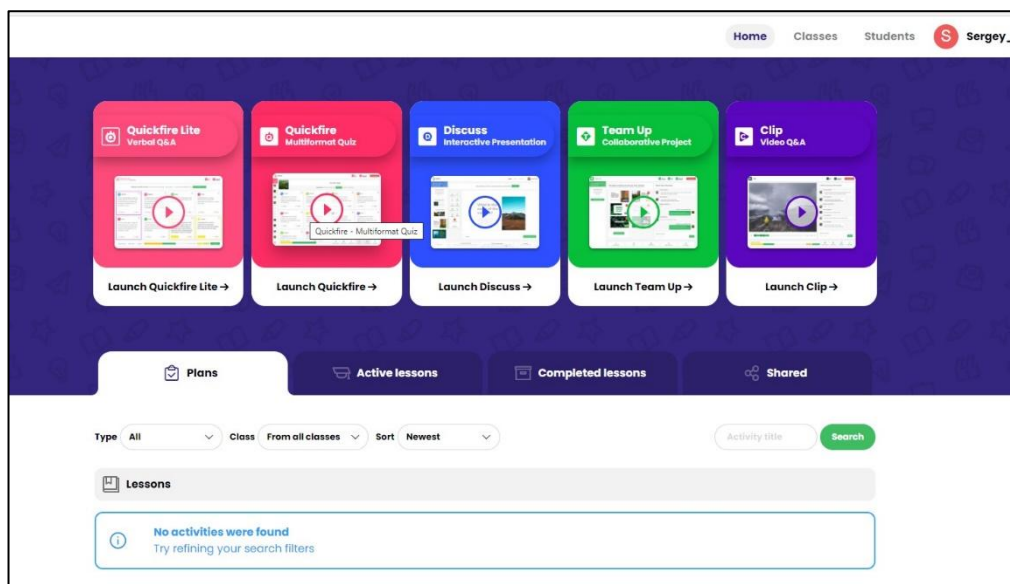 Home Classes Students S Sergey_
Quickfire Lite
Verbal Q&A
Quickfire
Multiformat Quiz
Discuss
Interactive Presentation
Team Up
Collaborative Project
Clip
Video Q&A
Quickfire - Multiformat Quiz
Launch Quickfire Lite →
Launch Quickfire →
Launch Discuss →
Launch Team Up →
Launch Clip →
Plans
Active lessons
Completed lessons
Shared
Type All Class From all classes Sort Newest Activity title Search
Lessons
No activities were found
Try refining your search filters